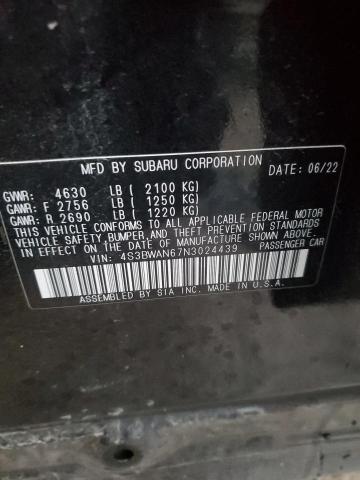 MFD BY SUBARU CORPORATION DATE: 06/22
GVWR: 4630 LB ( 2100 KG)
GAWR: F 2756 LB ( 1250 KG)
GAWR: R 2690 LB ( 1220 KG)
THIS VEHICLE CONFORMS TO ALL APPLICABLE FEDERAL MOTOR
VEHICLE SAFETY,BUMPER,AND THEFT PREVENTION STANDARDS
IN EFFECT ON THE DATE OF MANUFACTURE SHOWN ABOVE.
VIN: 4S3BWAN67N3024439 PASSENGER CAR
ASSEMBLED BY SIA INC. MADE IN U.S.A.